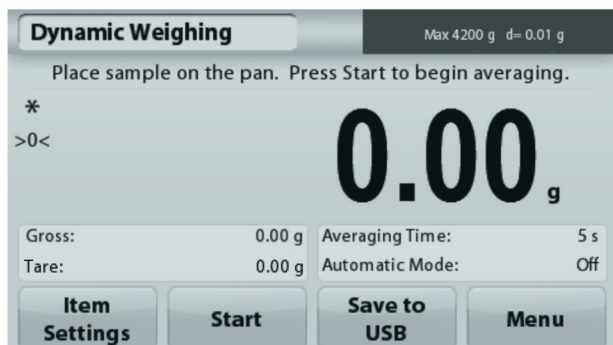 Dynamic Weighing
Max 4200 g d= 0.01 g
Place sample on the pan. Press Start to begin averaging.
*
>0<
0.00 g
Gross: 0.00 g
Tare: 0.00 g
Averaging Time: 5 s
Automatic Mode: Off
Item Settings
Start
Save to USB
Menu